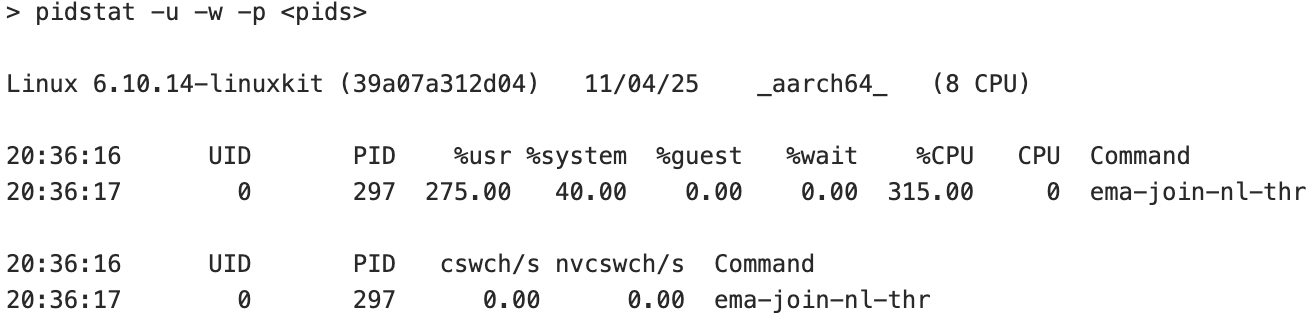 > pidstat -u -w -p <pids>
Linux 6.10.14-linuxkit (39a07a312d04) 11/04/25 _aarch64_ (8 CPU)
20:36:16 UID PID %usr %system %guest %wait %CPU CPU Command
20:36:17 0 297 275.00 40.00 0.00 0.00 315.00 0 ema-join-nl-thr
20:36:16 UID PID cswch/s nvcswch/s Command
20:36:17 0 297 0.00 0.00 ema-join-nl-thr